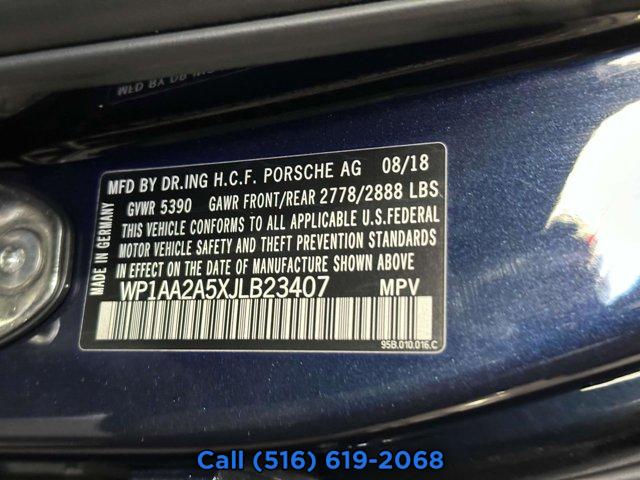 MFD BY DR.ING H.C.F. PORSCHE AG 08/18
GVWR 5390 GAWR FRONT/REAR 2778/2888 LBS
THIS VEHICLE CONFORMS TO ALL APPLICABLE U.S.FEDERAL
MOTOR VEHICLE SAFETY AND THEFT PREVENTION STANDARDS
IN EFFECT ON THE DATE OF MANUFACTURE SHOWN ABOVE
WP1AA2A5XJLB23407 MPV
95B.010.016.C
MADE IN GERMANY
Call (516) 619-2068